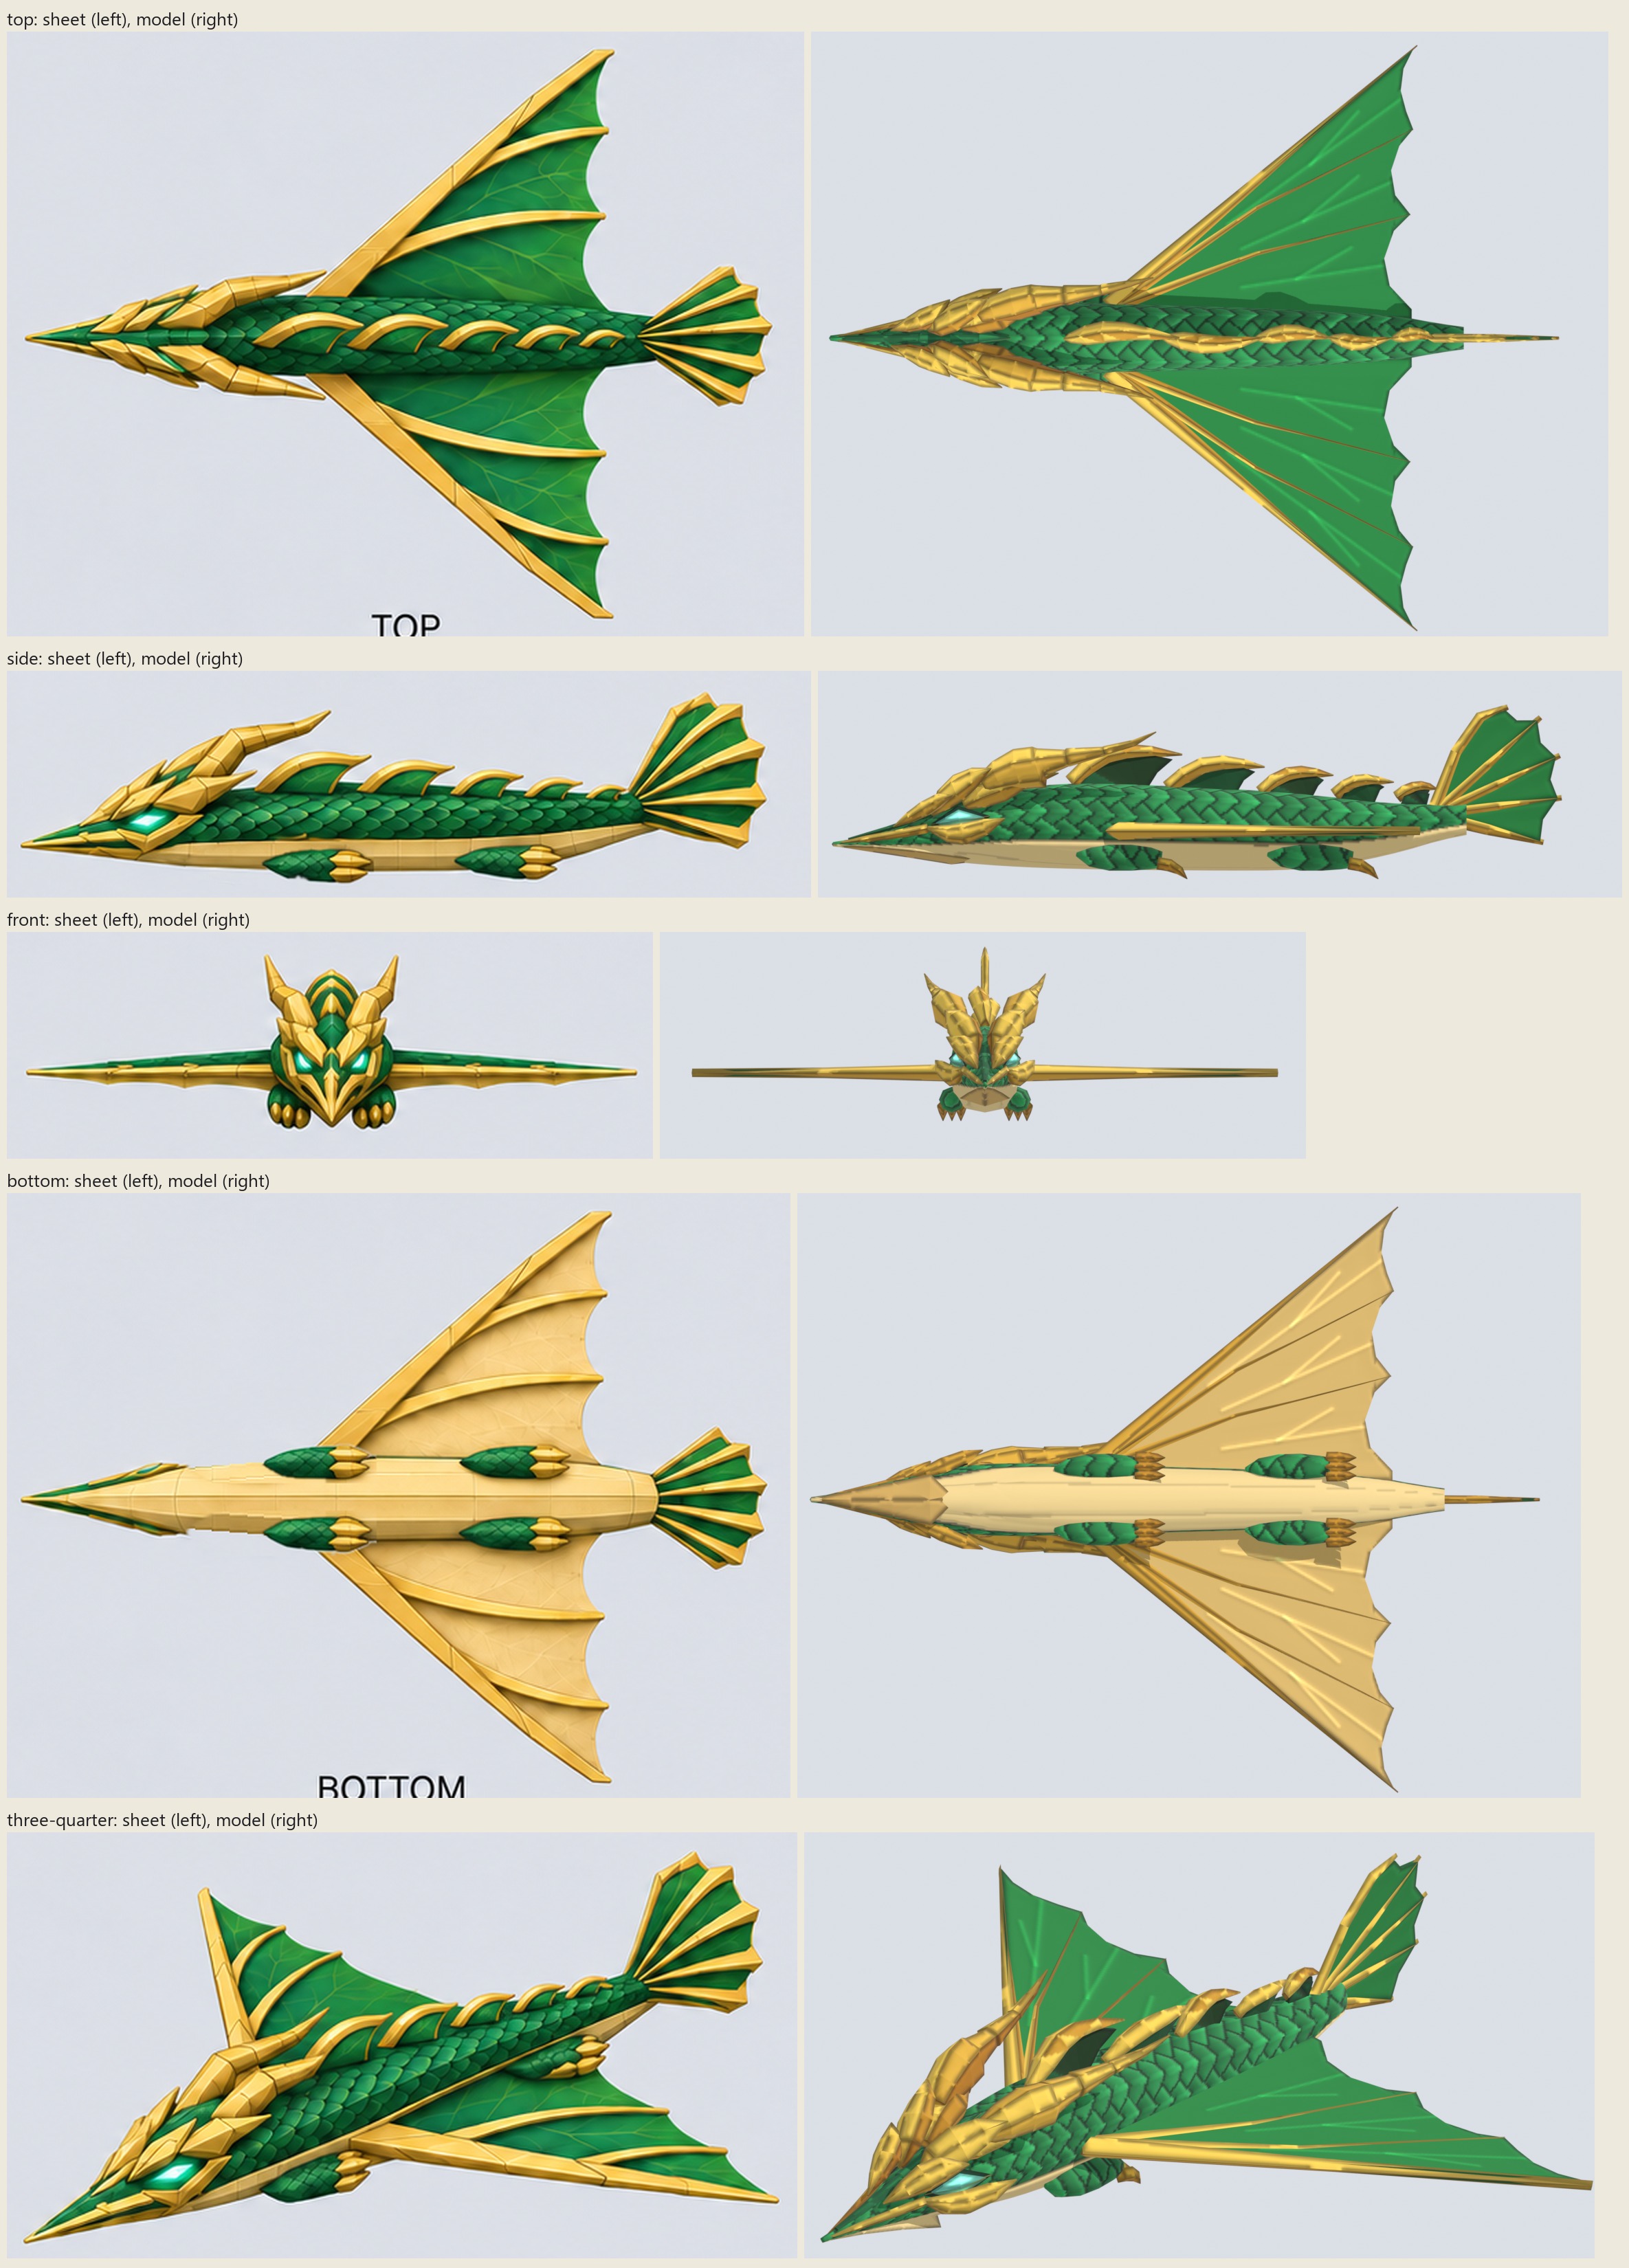 top: sheet (left), model (right)
TOP
side: sheet (left), model (right)
front: sheet (left), model (right)
bottom: sheet (left), model (right)
BOTTOM
three-quarter: sheet (left), model (right)